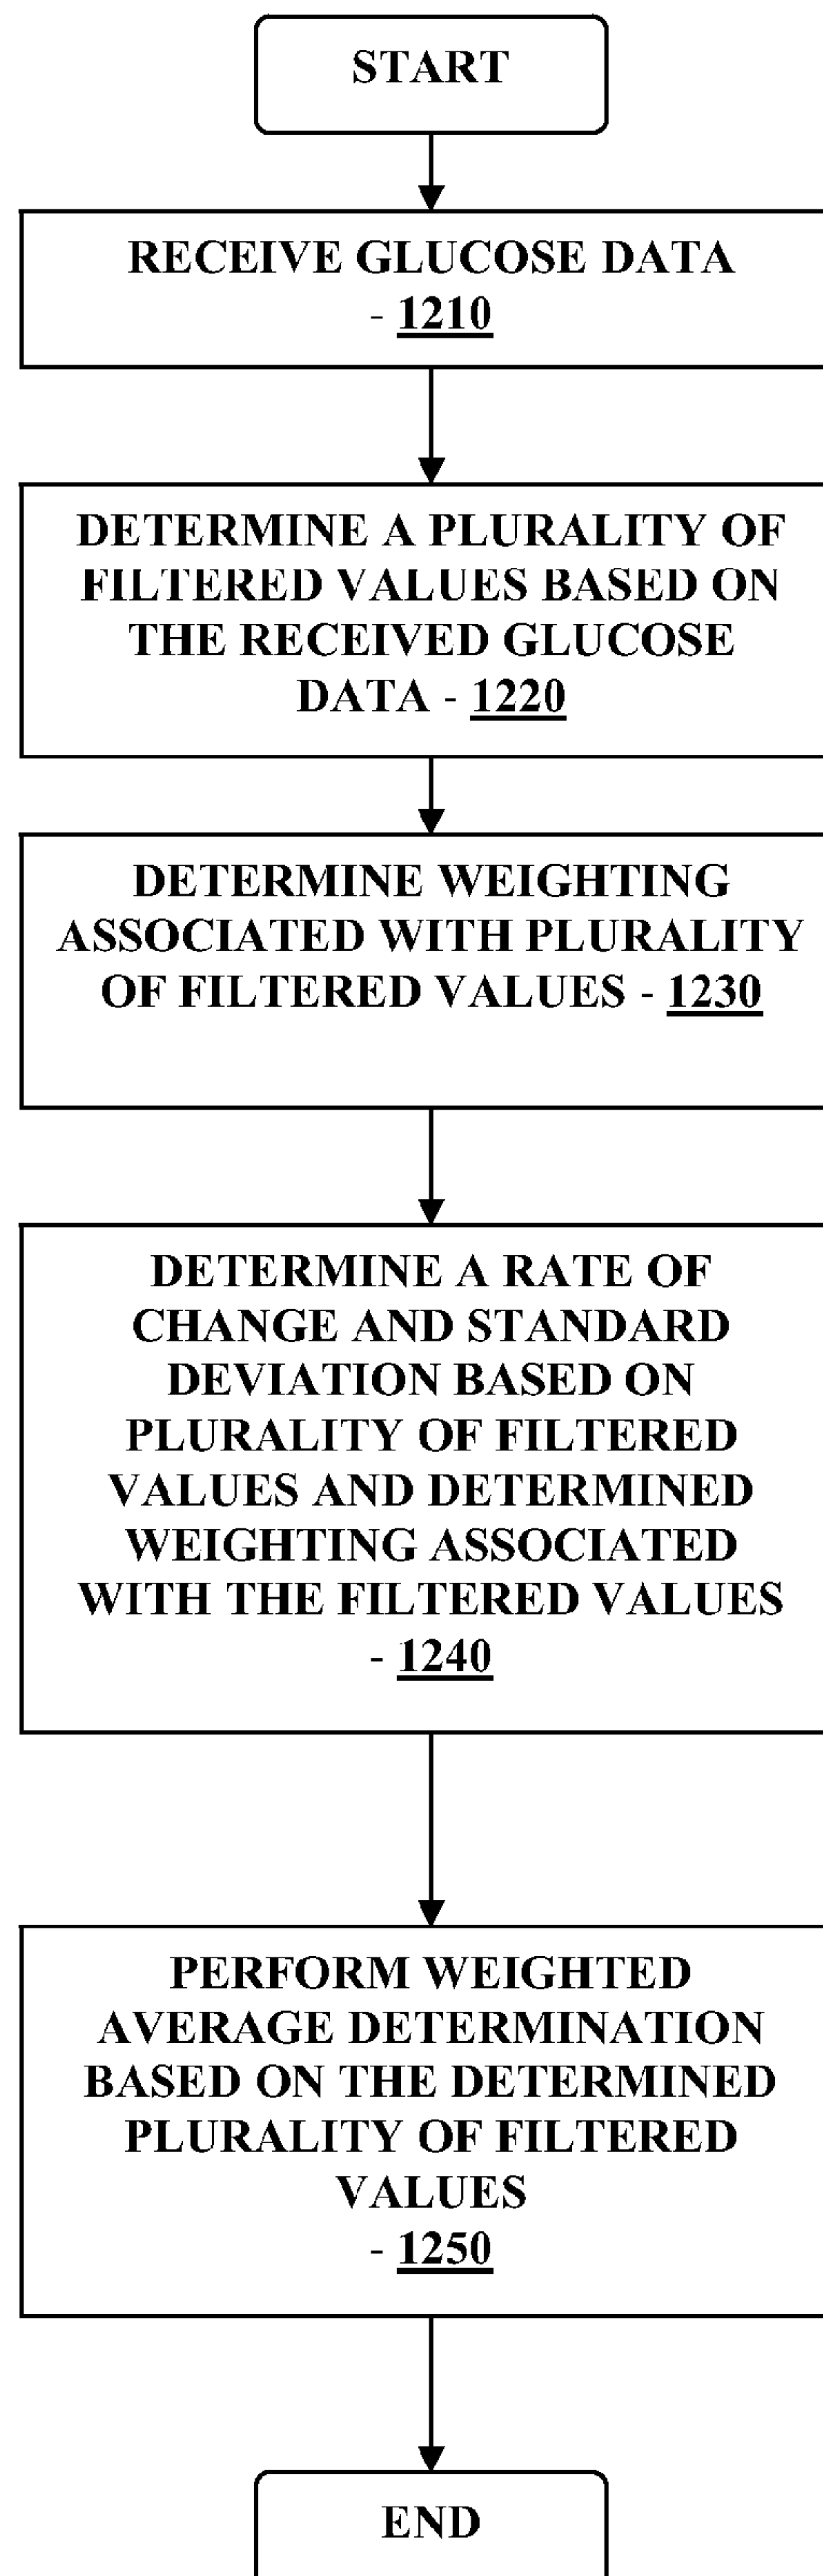 START
RECEIVE GLUCOSE DATA
- 1210
DETERMINE A PLURALITY OF
FILTERED VALUES BASED ON
THE RECEIVED GLUCOSE
DATA - 1220
DETERMINE WEIGHTING
ASSOCIATED WITH PLURALITY
OF FILTERED VALUES - 1230
DETERMINE A RATE OF
CHANGE AND STANDARD
DEVIATION BASED ON
PLURALITY OF FILTERED
VALUES AND DETERMINED
WEIGHTING ASSOCIATED
WITH THE FILTERED VALUES
- 1240
PERFORM WEIGHTED
AVERAGE DETERMINATION
BASED ON THE DETERMINED
PLURALITY OF FILTERED
VALUES
- 1250
END